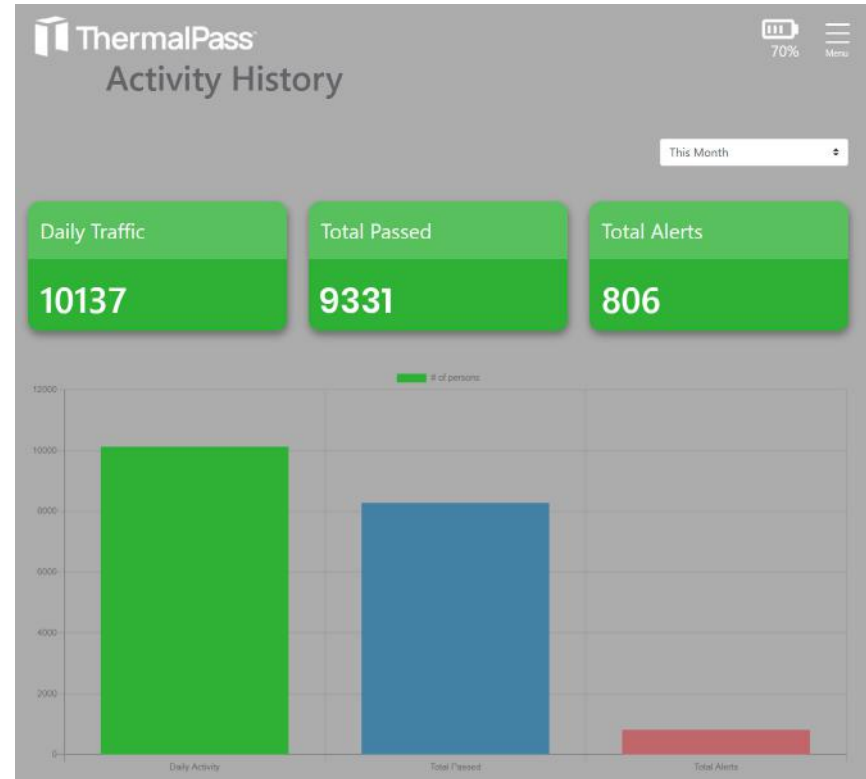 ThermalPass
70%
Menu
Activity History
This Month
Daily Traffic
Total Passed
Total Alerts
10137
9331
806
# of persons
12000
10000
8000
6000
4000
2000
0
Daily Activity
Total Passed
Total Alerts